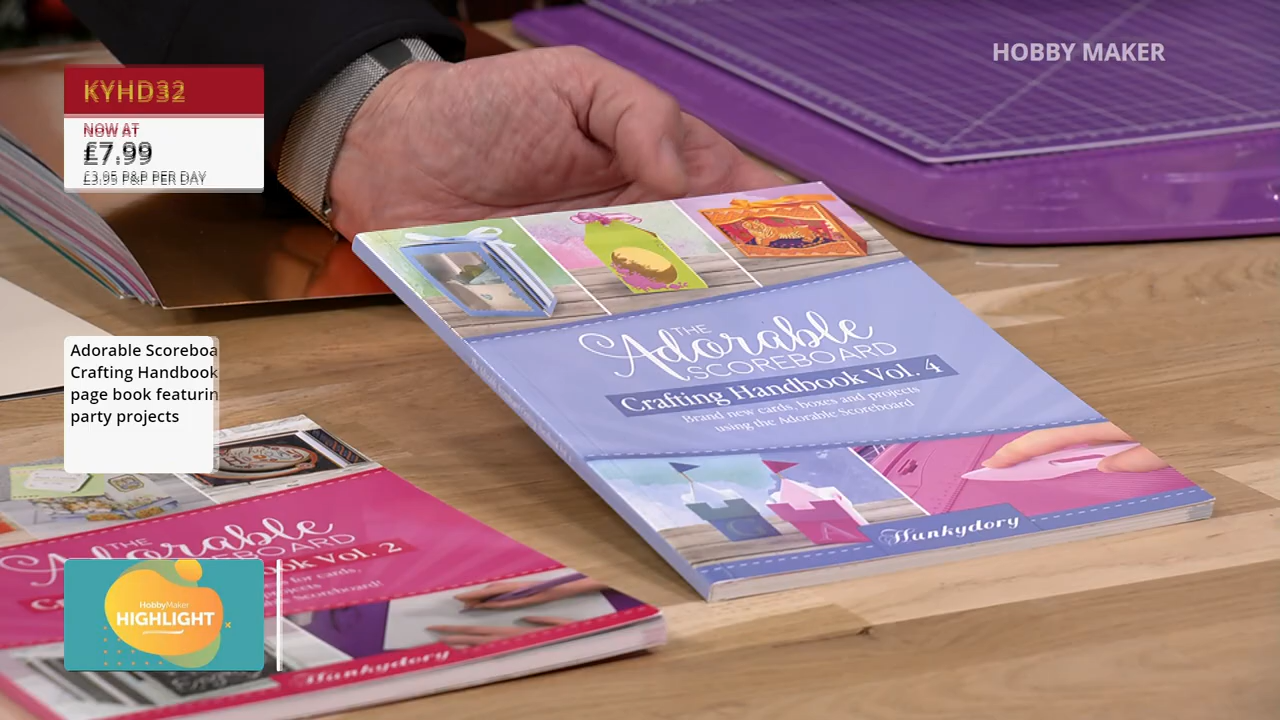 HOBBY MAKER
KYHD32
NOW AT
£7.99
£3.95 P&P PER DAY
Adorable Scoreboa
Crafting Handbook
page book featurin
party projects
THE
Adorable
SCOREBOARD
Crafting Handbook Vol. 4
Brand new cards, boxes and projects
using the Adorable Scoreboard
Hunkydory
THE
Adorable
Vol. 2
for cards,
Scoreboard!
Hunkydory
HobbyMaker
HIGHLIGHT